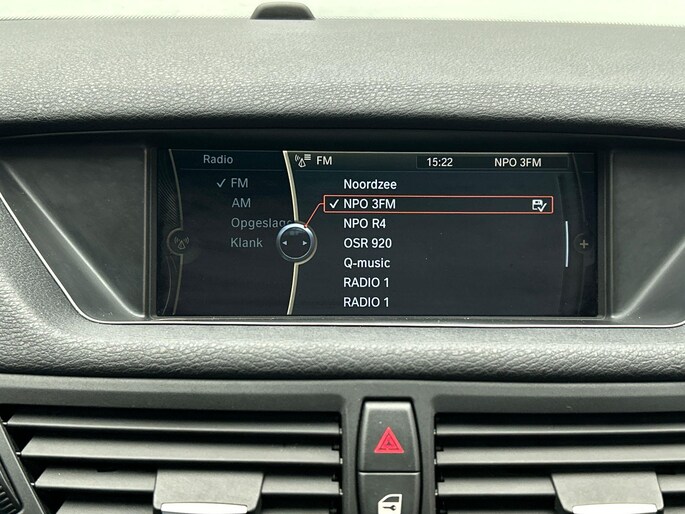 Radio
FM 15:22 NPO 3FM
FM
AM
Opgeslage
Klank
Noordzee
NPO 3FM
NPO R4
OSR 920
Q-music
RADIO 1
RADIO 1